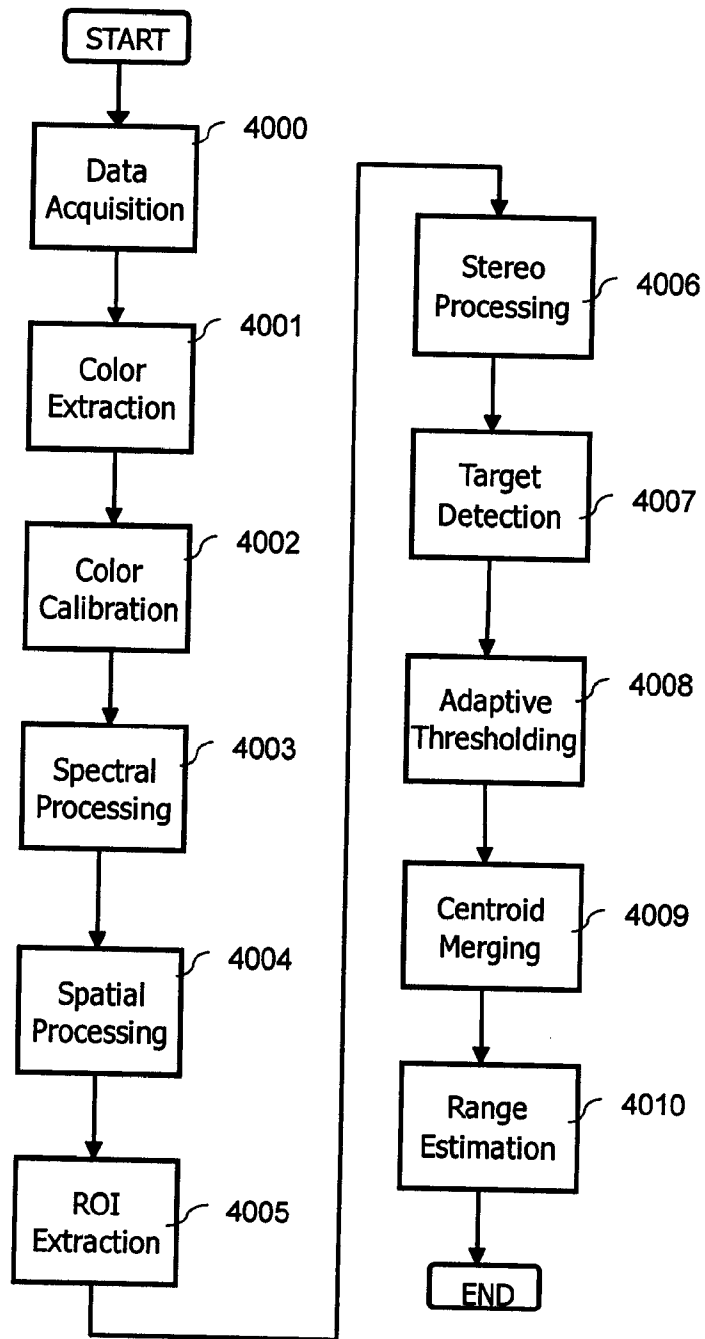 START
4000
Data
Acquisition
4001
Color
Extraction
4002
Color
Calibration
4003
Spectral
Processing
4004
Spatial
Processing
4005
ROI
Extraction
4006
Stereo
Processing
4007
Target
Detection
4008
Adaptive
Thresholding
4009
Centroid
Merging
4010
Range
Estimation
END